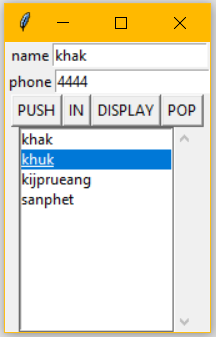 name khak
phone 4444
PUSH IN DISPLAY POP
khak
khuk
kijprueang
sanphet